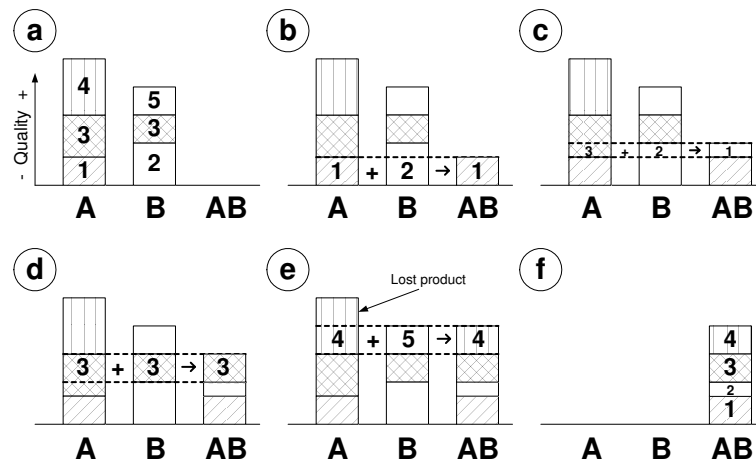 a
- Quality +
4
3
1
5
3
2
A B AB
b
1 + 2 → 1
A B AB
c
3 + 2 → 1
A B AB
d
3 + 3 → 3
A B AB
e
Lost product
4 + 5 → 4
A B AB
f
4
3
2
1
A B AB